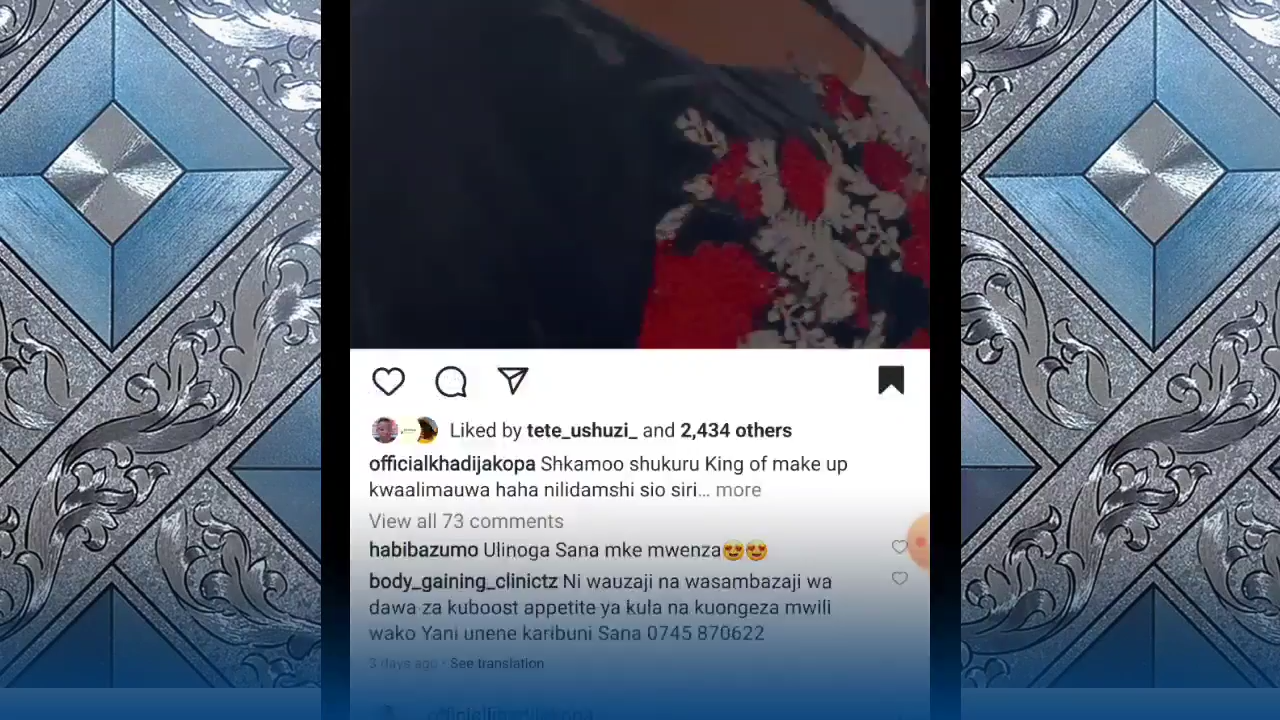 Liked by tete_ushuzi_ and 2,434 others
officialkhadijakopa Shkamoo shukuru King of make up
kwaalimauwa haha nilidamshi sio siri... more
View all 73 comments
habibazumo Ulinoga Sana mke mwenza😍😍
body_gaining_clinictz Ni wauzaji na wasambazaji wa
dawa za kuboost appetite ya kula na kuongeza mwili
wako Yani unene karibuni Sana 0745 870622
3 days ago · See translation